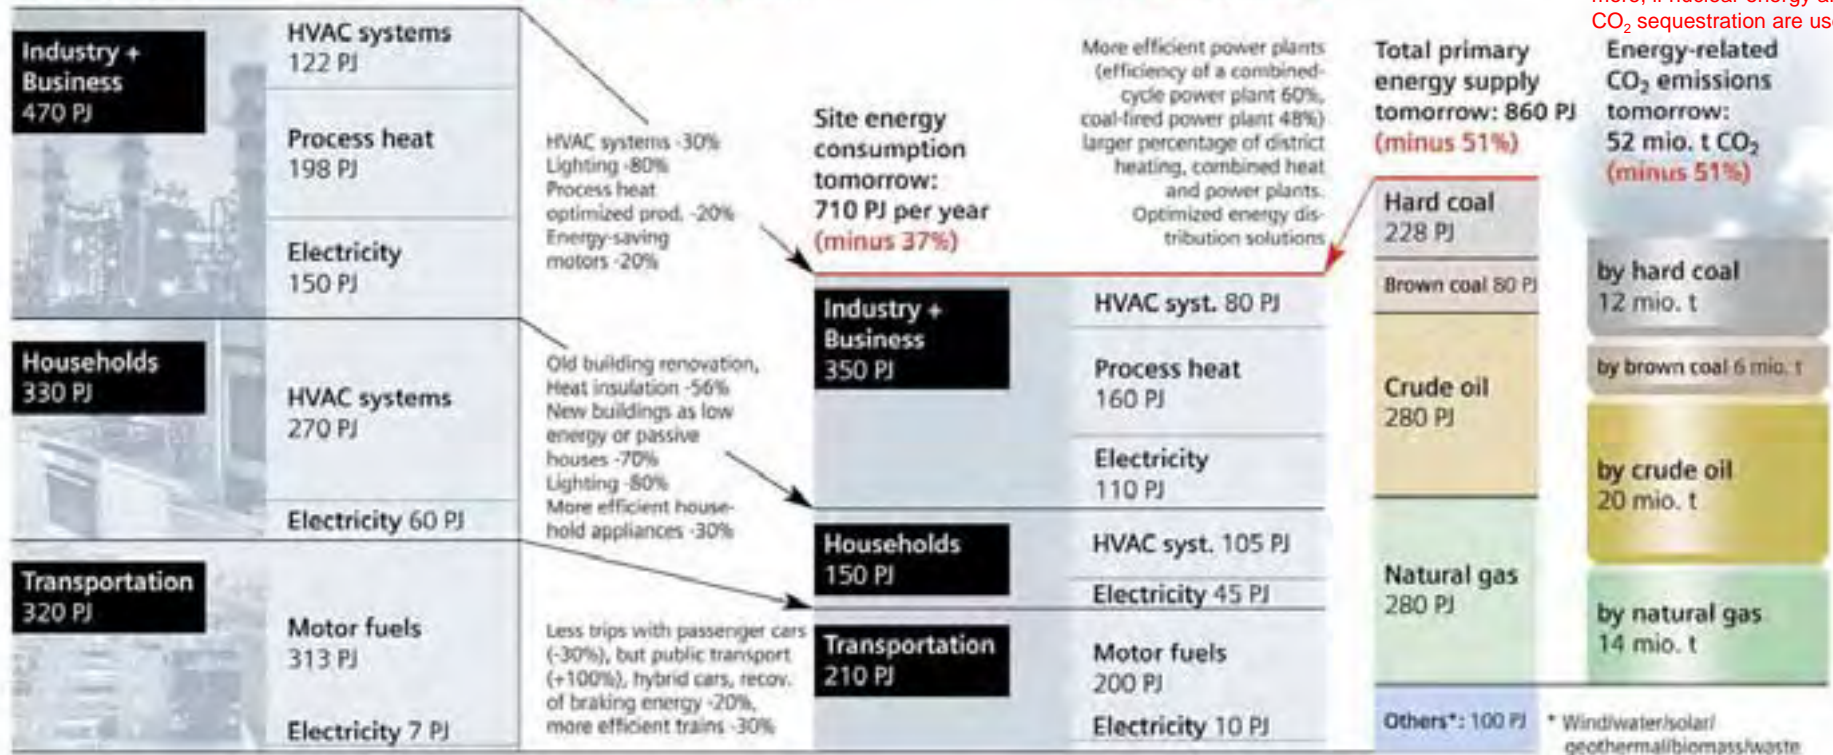 Industry +
Business
470 PJ
HVAC systems
122 PJ
Process heat
198 PJ
Electricity
150 PJ
Households
330 PJ
HVAC systems
270 PJ
Electricity 60 PJ
Transportation
320 PJ
Motor fuels
313 PJ
Electricity 7 PJ
HVAC systems -30%
Lighting -80%
Process heat
optimized prod. -20%
Energy-saving
motors -20%
Old building renovation,
Heat insulation -56%
New buildings as low
energy or passive
houses -70%
Lighting -80%
More efficient house-
hold appliances -30%
Less trips with passenger cars
(-30%), but public transport
(+100%), hybrid cars, recov.
of braking energy -20%,
more efficient trains -30%
Site energy
consumption
tomorrow:
710 PJ per year
(minus 37%)
Industry +
Business
350 PJ
HVAC syst. 80 PJ
Process heat
160 PJ
Electricity
110 PJ
Households
150 PJ
HVAC syst. 105 PJ
Electricity 45 PJ
Transportation
210 PJ
Motor fuels
200 PJ
Electricity 10 PJ
More efficient power plants
(efficiency of a combined-
cycle power plant 60%,
coal-fired power plant 48%)
larger percentage of district
heating, combined heat
and power plants.
Optimized energy dis-
tribution solutions
Total primary
energy supply
tomorrow: 860 PJ
(minus 51%)
Hard coal
228 PJ
Brown coal 80 PJ
Crude oil
280 PJ
Natural gas
280 PJ
Others*: 100 PJ
CO₂ sequestration are
Energy-related
CO₂ emissions
tomorrow:
52 mio. t CO₂
(minus 51%)
by hard coal
12 mio. t
by brown coal 6 mio. t
by crude oil
20 mio. t
by natural gas
14 mio. t
* Wind/water/solar/
geothermal/biomass/waste